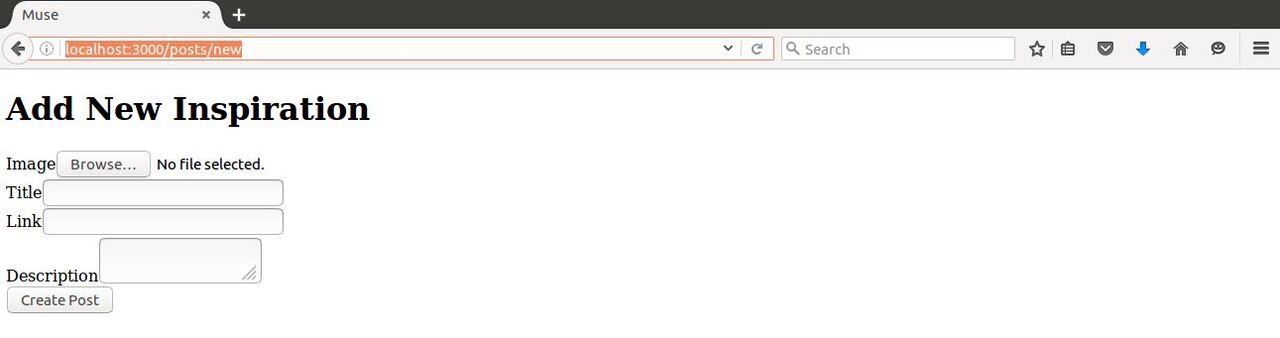 Muse
localhost:3000/posts/new
Search
Add New Inspiration
Image Browse... No file selected.
Title
Link
Description
Create Post